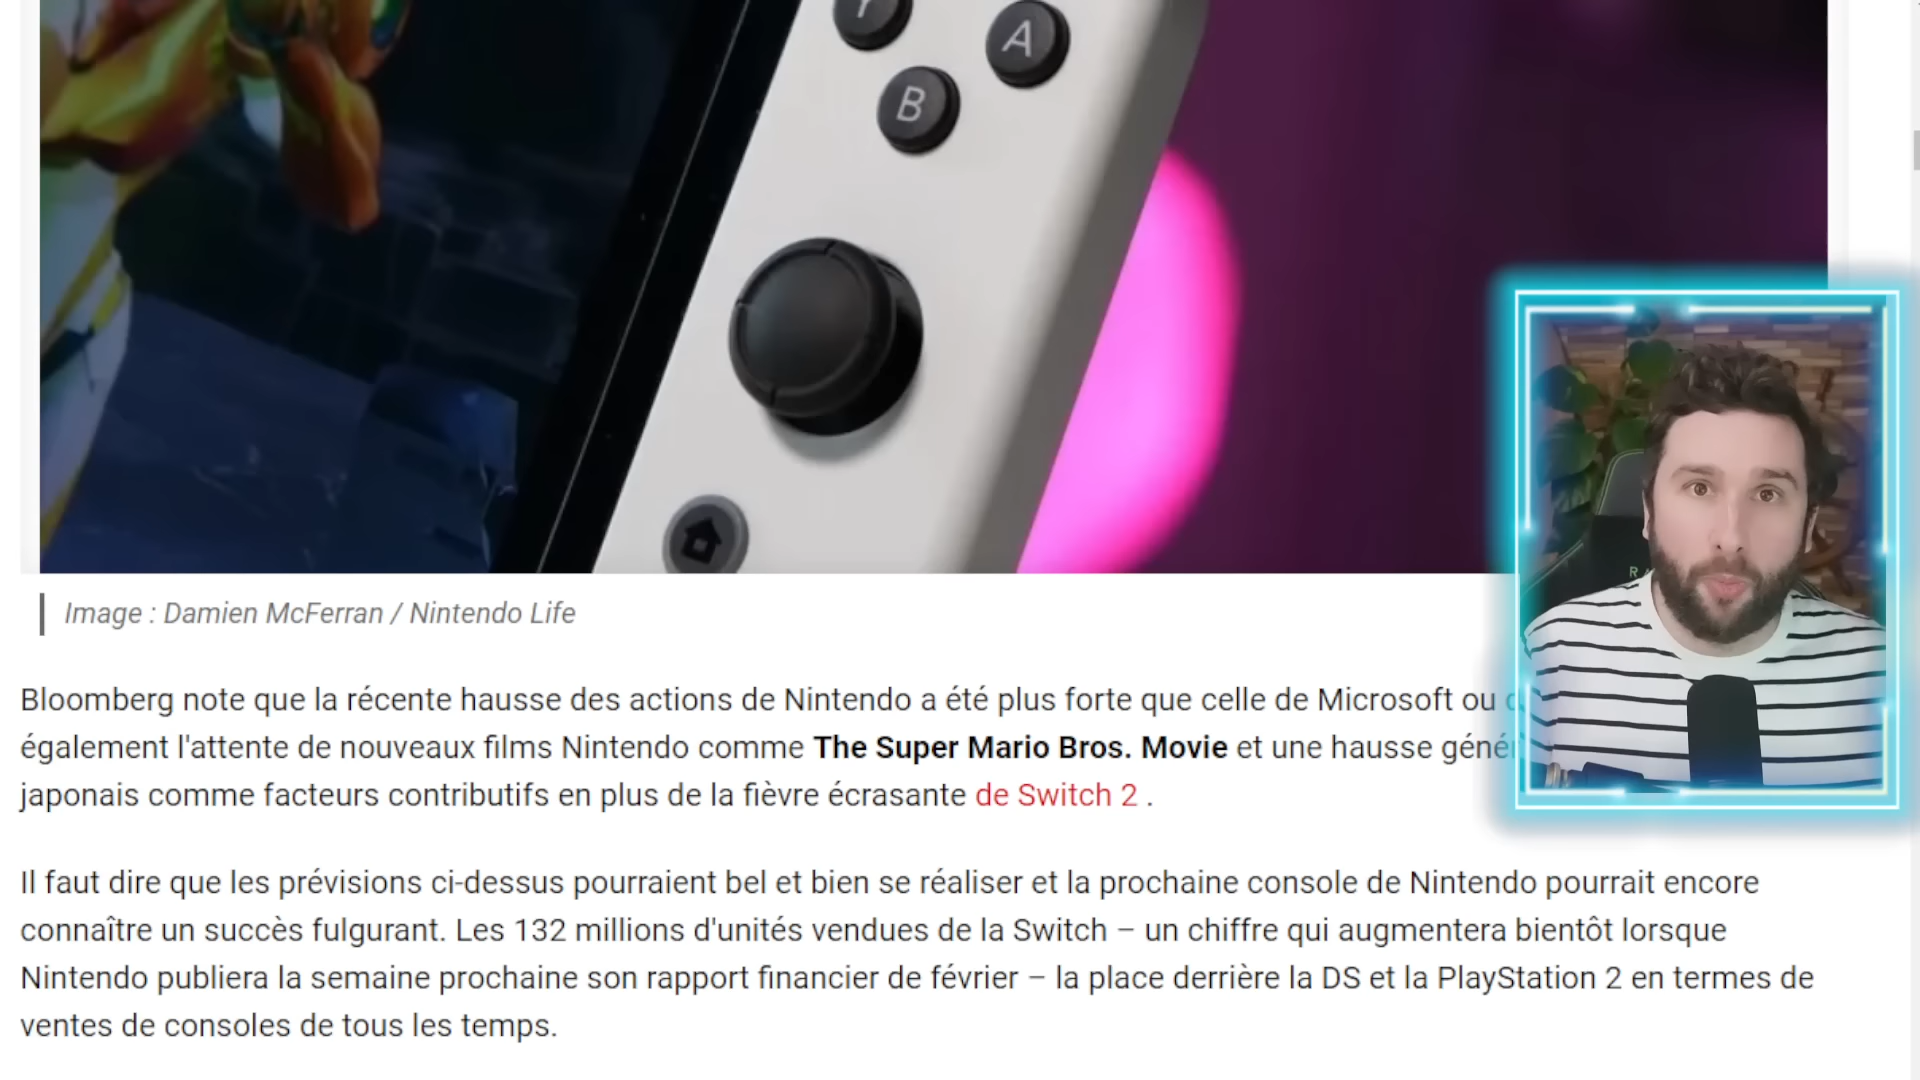 Y
A
B
Image : Damien McFerran / Nintendo Life
Bloomberg note que la récente hausse des actions de Nintendo a été plus forte que celle de Microsoft ou
également l'attente de nouveaux films Nintendo comme The Super Mario Bros. Movie et une hausse
japonais comme facteurs contributifs en plus de la fièvre écrasante de Switch 2 .
Il faut dire que les prévisions ci-dessus pourraient bel et bien se réaliser et la prochaine console de Nintendo pourrait encore
connaître un succès fulgurant. Les 132 millions d'unités vendues de la Switch – un chiffre qui augmentera bientôt lorsque
Nintendo publiera la semaine prochaine son rapport financier de février – la place derrière la DS et la PlayStation 2 en termes de
ventes de consoles de tous les temps.